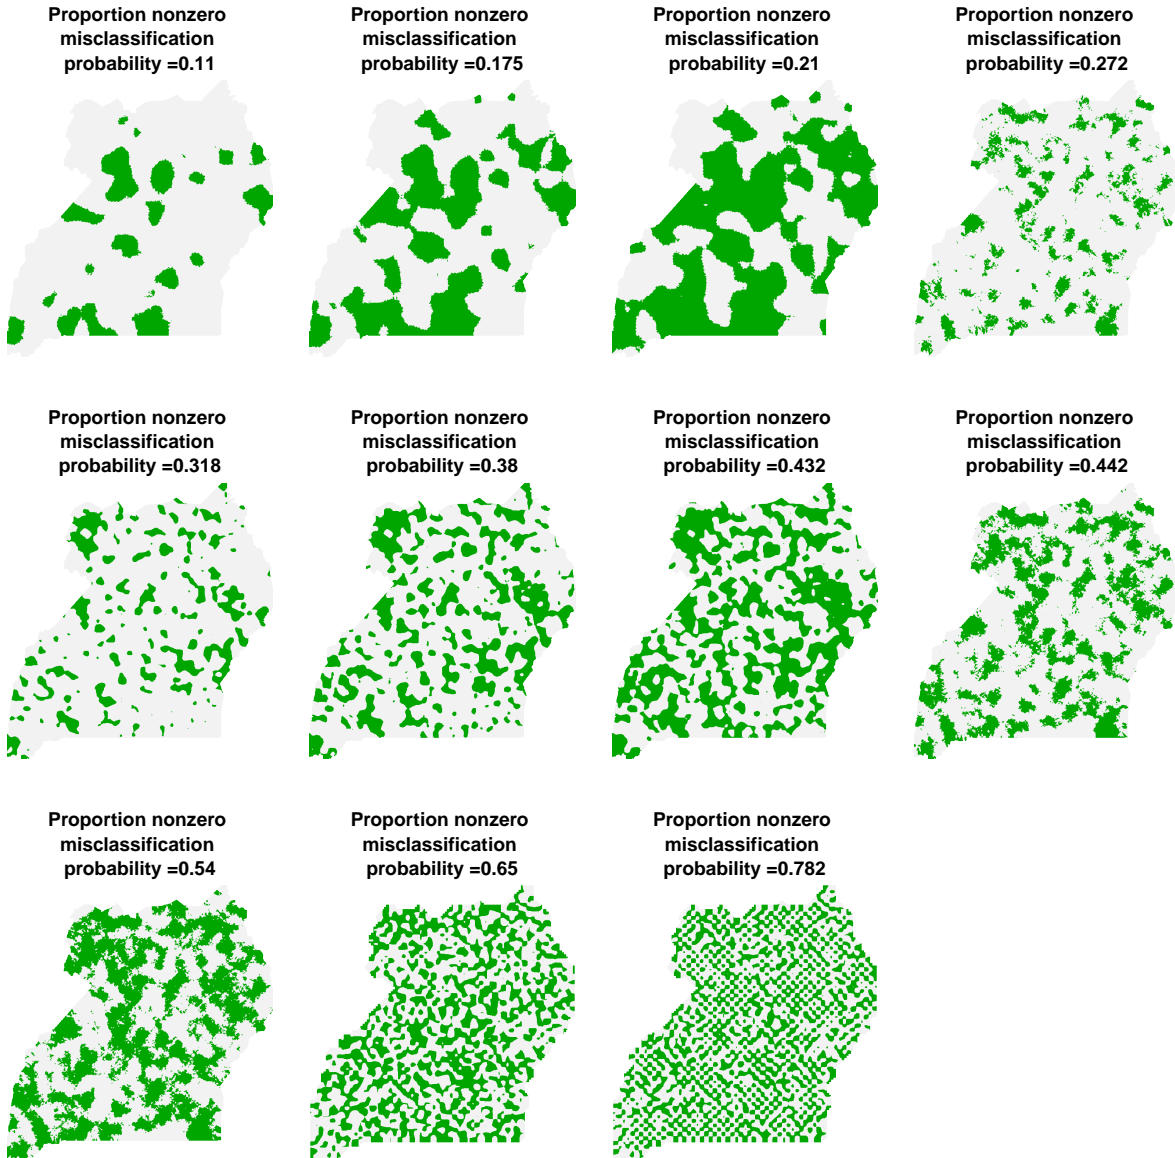 Proportion nonzero
misclassification
probability =0.11
Proportion nonzero
misclassification
probability =0.175
Proportion nonzero
misclassification
probability =0.21
Proportion nonzero
misclassification
probability =0.272
Proportion nonzero
misclassification
probability =0.318
Proportion nonzero
misclassification
probability =0.38
Proportion nonzero
misclassification
probability =0.432
Proportion nonzero
misclassification
probability =0.442
Proportion nonzero
misclassification
probability =0.54
Proportion nonzero
misclassification
probability =0.65
Proportion nonzero
misclassification
probability =0.782